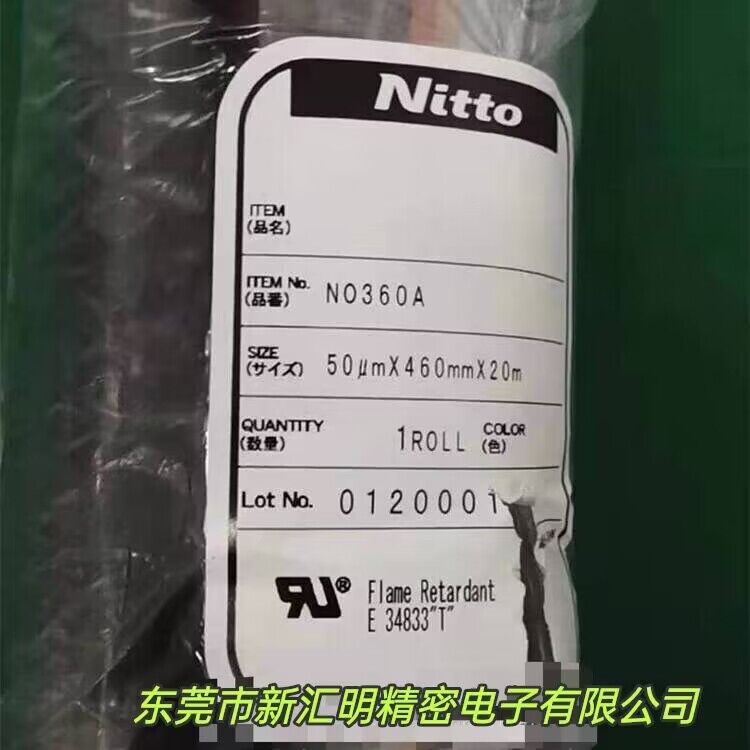 Nitto
ITEM
(品名)
ITEM No.
(品番)
NO360A
SIZE
(サイズ)
50μmX460mmX20m
QUANTITY
(数量)
1ROLL
COLOR
(色)
Lot No.
0120001
RU®
Flame Retardant
E 34833"T"
东莞市新汇明精密电子有限公司